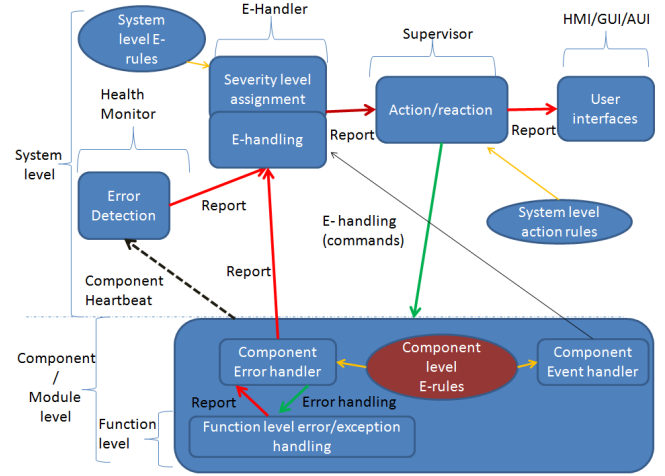 System
level E-
rules
E-Handler
Supervisor
HMI/GUI/AUI
Severity level
assignment
E-handling
Report
Action/reaction
Report
User
interfaces
Health
Monitor
System
level
Error
Detection
Report
E- handling
(commands)
System level
action rules
Report
Component
Heartbeat
Component
/
Module
level
Component
Error handler
Component
level
E-rules
Component
Event handler
Report
Error handling
Function
level
Function level error/exception
handling